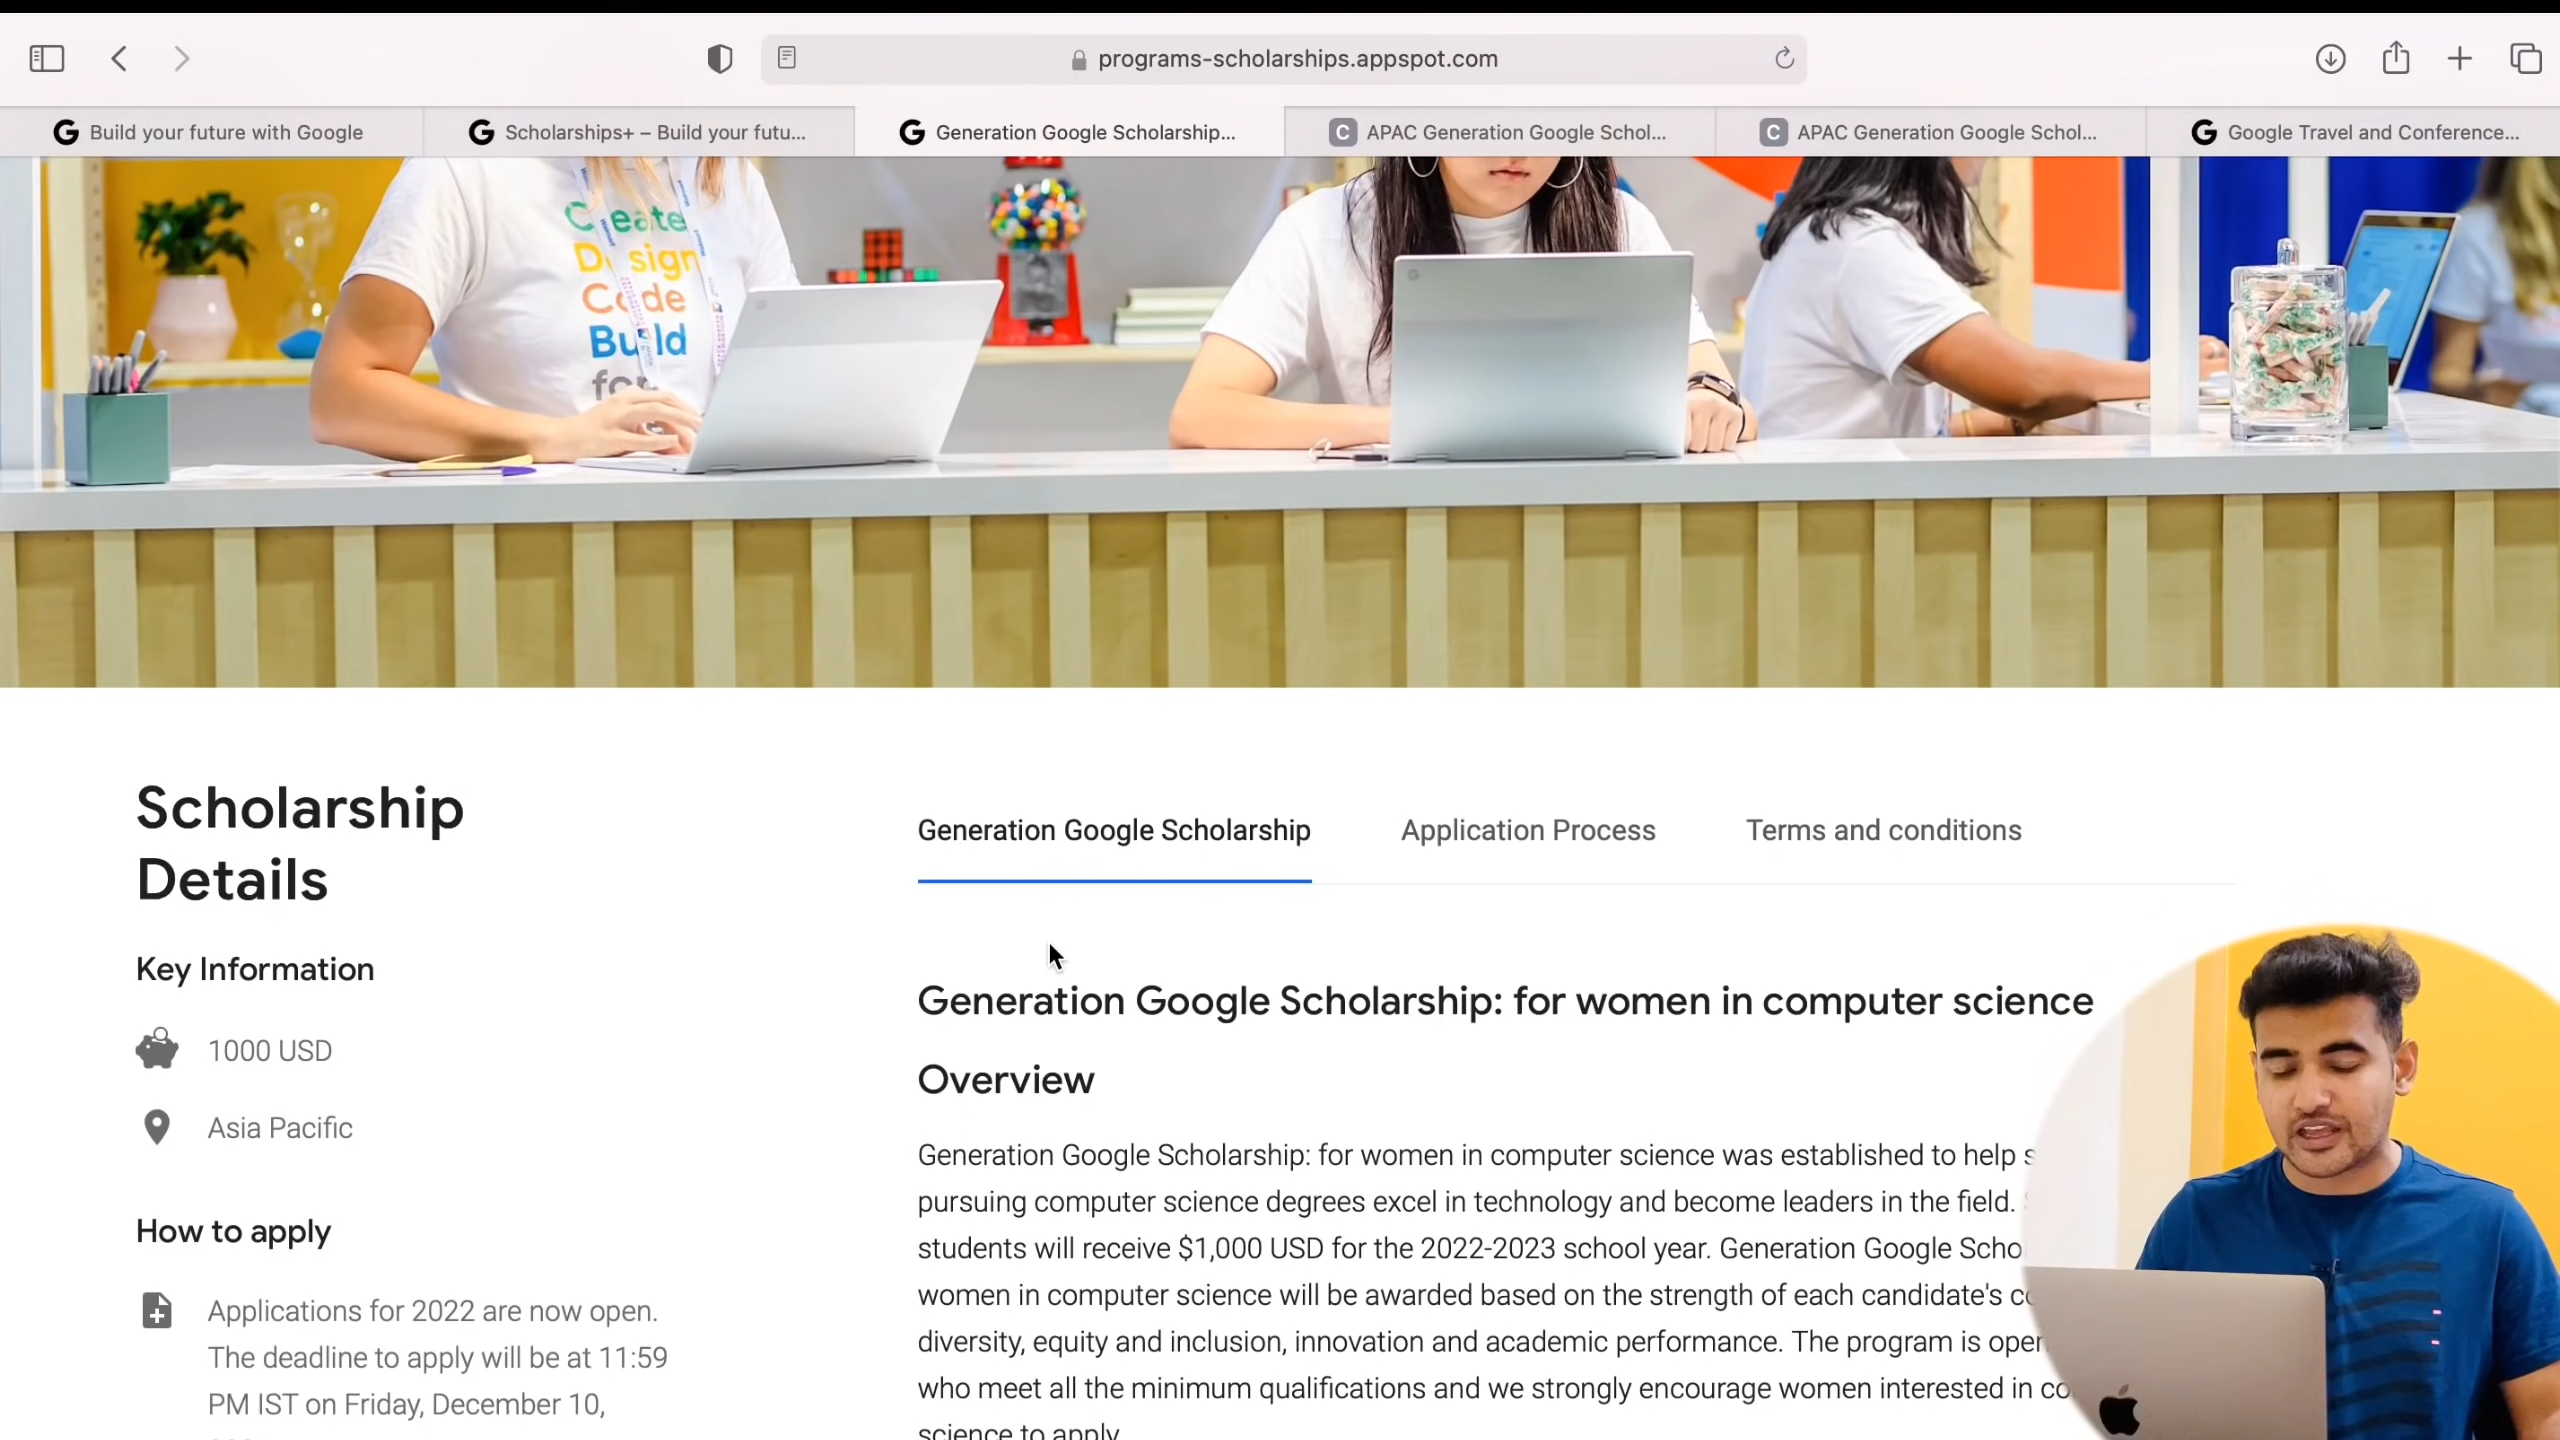 programs-scholarships.appspot.com
Build your future with Google
Scholarships+ – Build your futu...
Generation Google Scholarship...
C APAC Generation Google Schol...
C APAC Generation Google Schol...
Google Travel and Conference...
Create
Design
Code
Build
for
Scholarship
Details
Key Information
1000 USD
Asia Pacific
How to apply
Applications for 2022 are now open.
The deadline to apply will be at 11:59
PM IST on Friday, December 10,
Generation Google Scholarship
Application Process
Terms and conditions
Generation Google Scholarship: for women in computer science
Overview
Generation Google Scholarship: for women in computer science was established to help s
pursuing computer science degrees excel in technology and become leaders in the field.
students will receive $1,000 USD for the 2022-2023 school year. Generation Google Scho
women in computer science will be awarded based on the strength of each candidate's co
diversity, equity and inclusion, innovation and academic performance. The program is open
who meet all the minimum qualifications and we strongly encourage women interested in co
science to apply